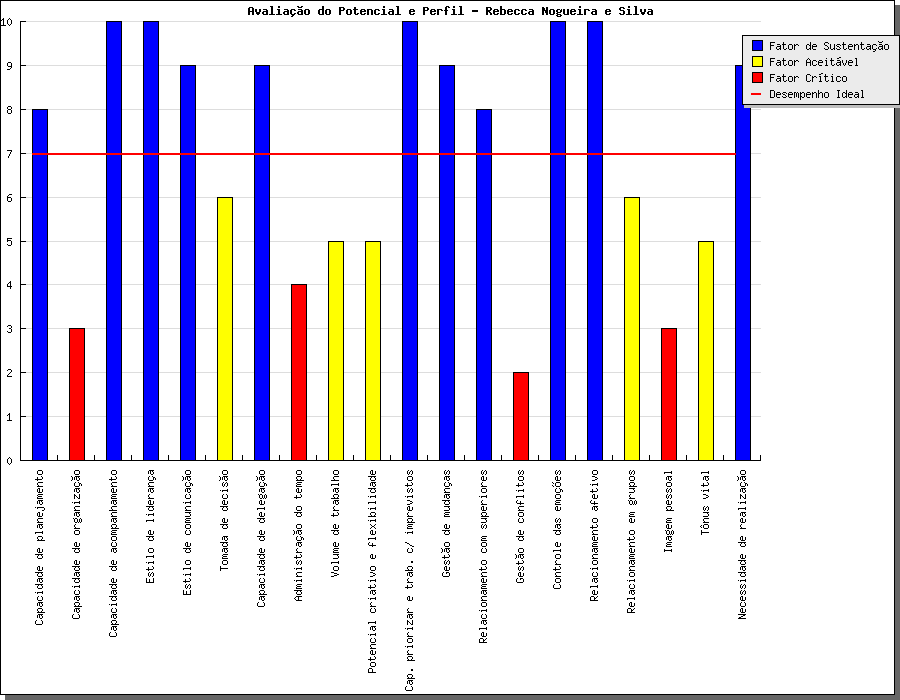 Avaliação do Potencial e Perfil - Rebecca Nogueira e Silva
10
9
8
7
6
5
4
3
2
1
0
Fator de Sustentação
Fator Aceitável
Fator Crítico
Desempenho Ideal
Capacidade de planejamento
Capacidade de organização
Capacidade de acompanhamento
Estilo de liderança
Estilo de comunicação
Tomada de decisão
Capacidade de delegação
Administração do tempo
Volume de trabalho
Potencial criativo e flexibilidade
Cap. priorizar e trab. c/ imprevistos
Gestão de mudanças
Relacionamento com superiores
Gestão de conflitos
Controle das emoções
Relacionamento afetivo
Relacionamento em grupos
Imagem pessoal
Tônus vital
Necessidade de realização